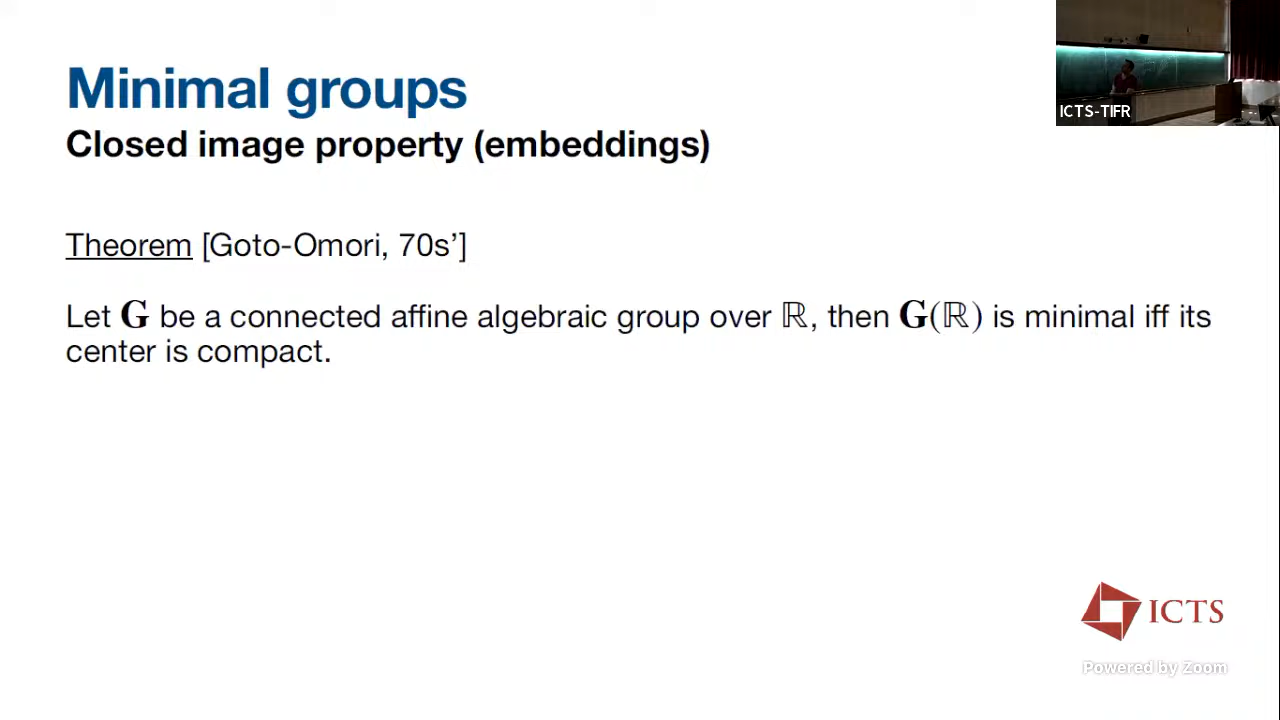 Minimal groups
Closed image property (embeddings)
Theorem [Goto-Omori, 70s’]
Let G be a connected affine algebraic group over ℝ, then G(ℝ) is minimal iff its
center is compact.
ICTS-TIFR
ICTS
Powered by Zoom